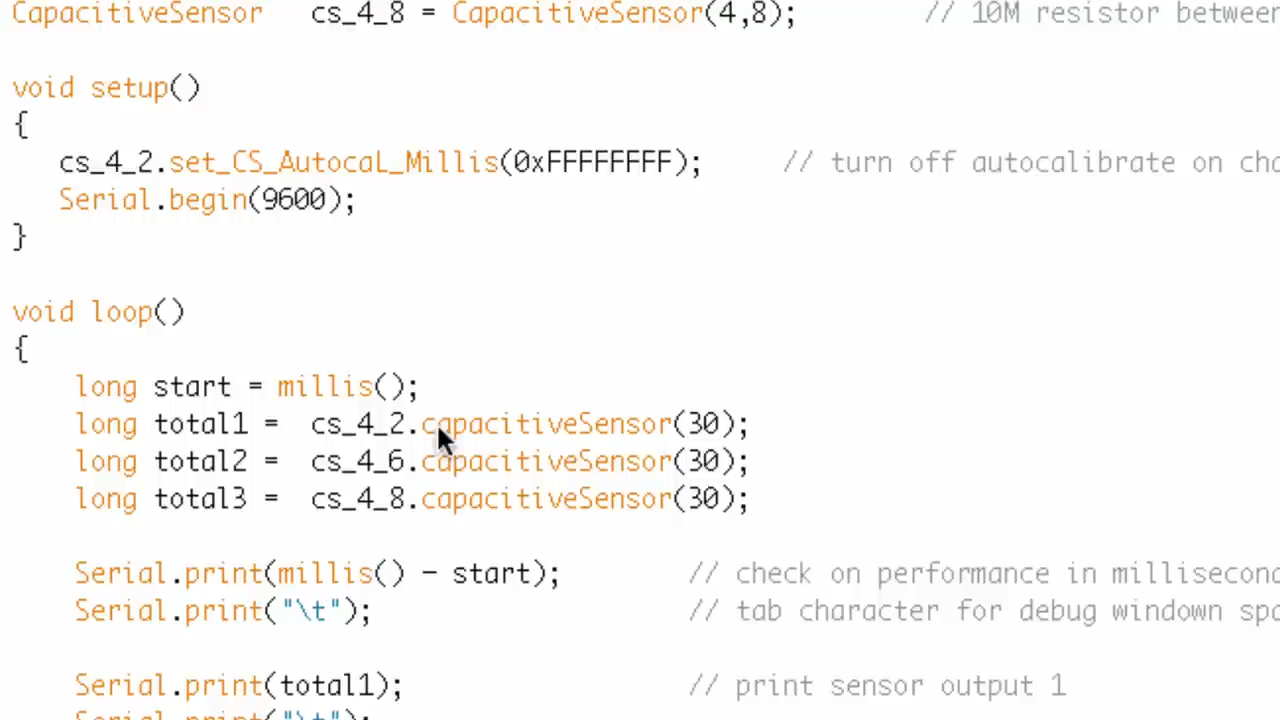 CapacitiveSensor   cs_4_8 = CapacitiveSensor(4,8);        // 10M resistor between
void setup()
{
   cs_4_2.set_CS_AutocaL_Millis(0xFFFFFFFF);     // turn off autocalibrate on
   Serial.begin(9600);
}
void loop()
{
    long start = millis();
    long total1 =  cs_4_2.capacitiveSensor(30);
    long total2 =  cs_4_6.capacitiveSensor(30);
    long total3 =  cs_4_8.capacitiveSensor(30);
    Serial.print(millis() - start);        // check on performance in
    Serial.print("\t");                    // tab character for debug windown
    Serial.print(total1);                  // print sensor output 1